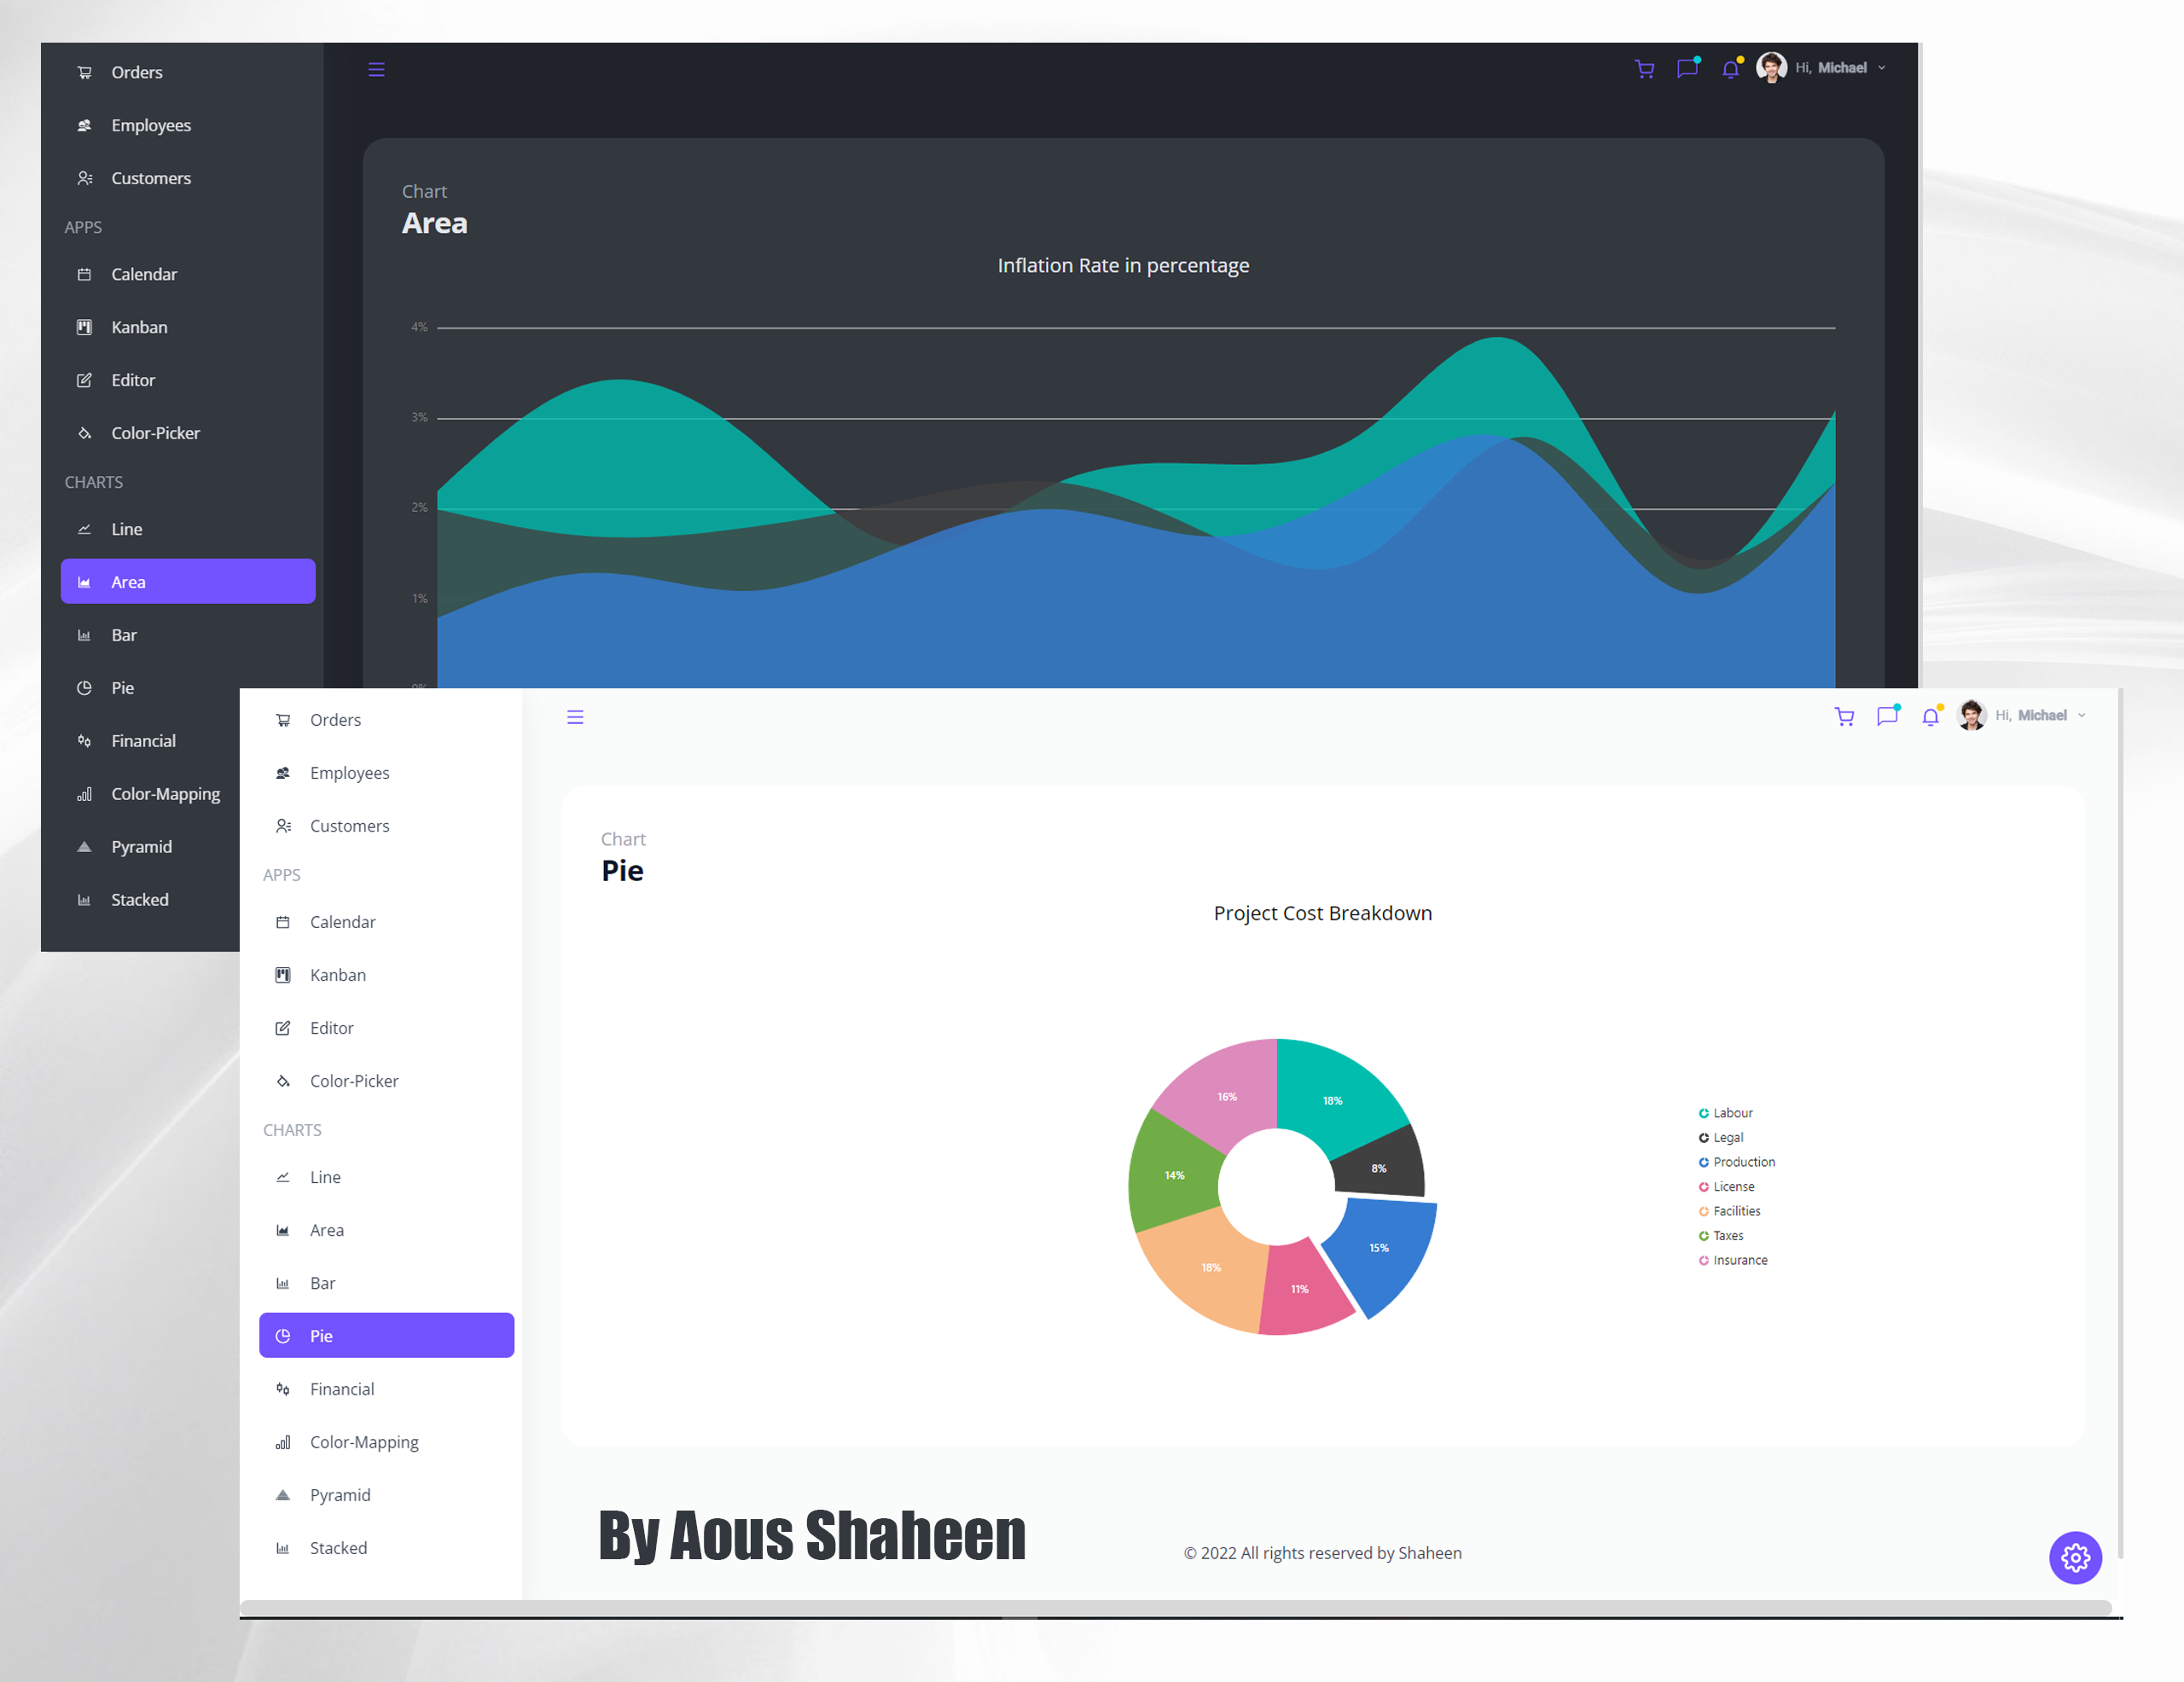 Orders
Hi, Michael
Employees
Customers
APPS
Calendar
Kanban
Editor
Color-Picker
CHARTS
Line
Area
Bar
Pie
Financial
Color-Mapping
Pyramid
Stacked
Chart
Area
Inflation Rate in percentage
4%
3%
2%
1%
Orders
Hi, Michael
Employees
Customers
APPS
Calendar
Kanban
Editor
Color-Picker
CHARTS
Line
Area
Bar
Pie
Financial
Color-Mapping
Pyramid
Stacked
Chart
Pie
Project Cost Breakdown
16%
18%
8%
14%
15%
18%
11%
Labour
Legal
Production
License
Facilities
Taxes
Insurance
By Aous Shaheen
© 2022 All rights reserved by Shaheen